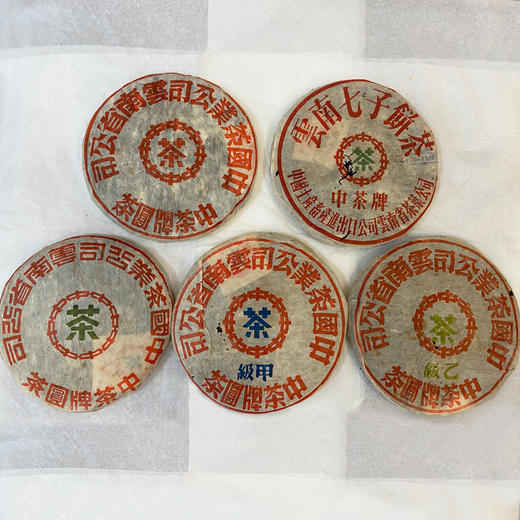 中國茶業公司雲南省公司
茶
中茶牌圓茶
雲南七子餅茶
茶
中茶牌
中國土產畜產進出口公司雲南省茶葉公司
中國茶業公司雲南省公司
茶
中茶牌圓茶
中國茶業公司雲南省公司
茶
甲級
中茶牌圓茶
中國茶業公司雲南省公司
茶
乙級
中茶牌圓茶